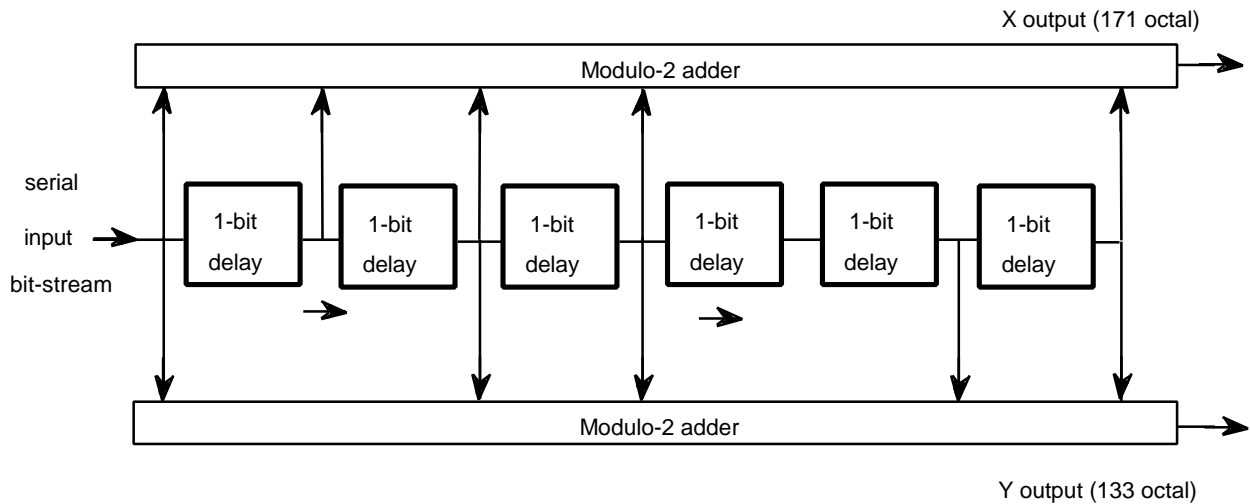 X output (171 octal)
Modulo-2 adder
serial
input
bit-stream
1-bit
delay
1-bit
delay
1-bit
delay
1-bit
delay
1-bit
delay
1-bit
delay
Modulo-2 adder
Y output (133 octal)